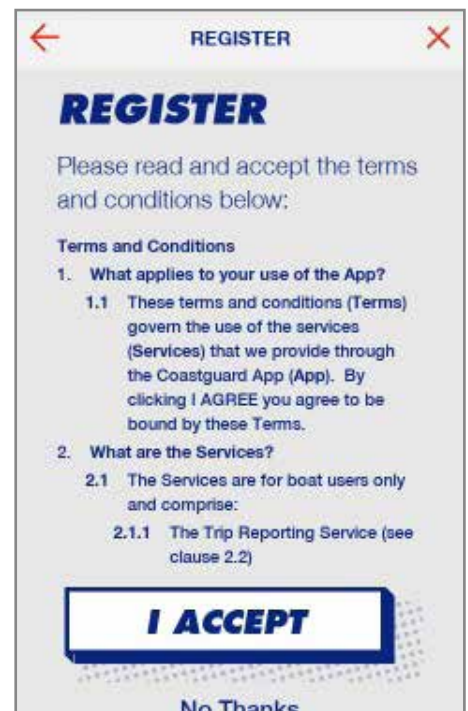 REGISTER
REGISTER
Please read and accept the terms
and conditions below:
Terms and Conditions
1. What applies to your use of the App?
1.1 These terms and conditions (Terms)
govern the use of the services
(Services) that we provide through
the Coastguard App (App). By
clicking I AGREE you agree to be
bound by these Terms.
2. What are the Services?
2.1 The Services are for boat users only
and comprise:
2.1.1 The Trip Reporting Service (see
clause 2.2)
I ACCEPT
No Thanks